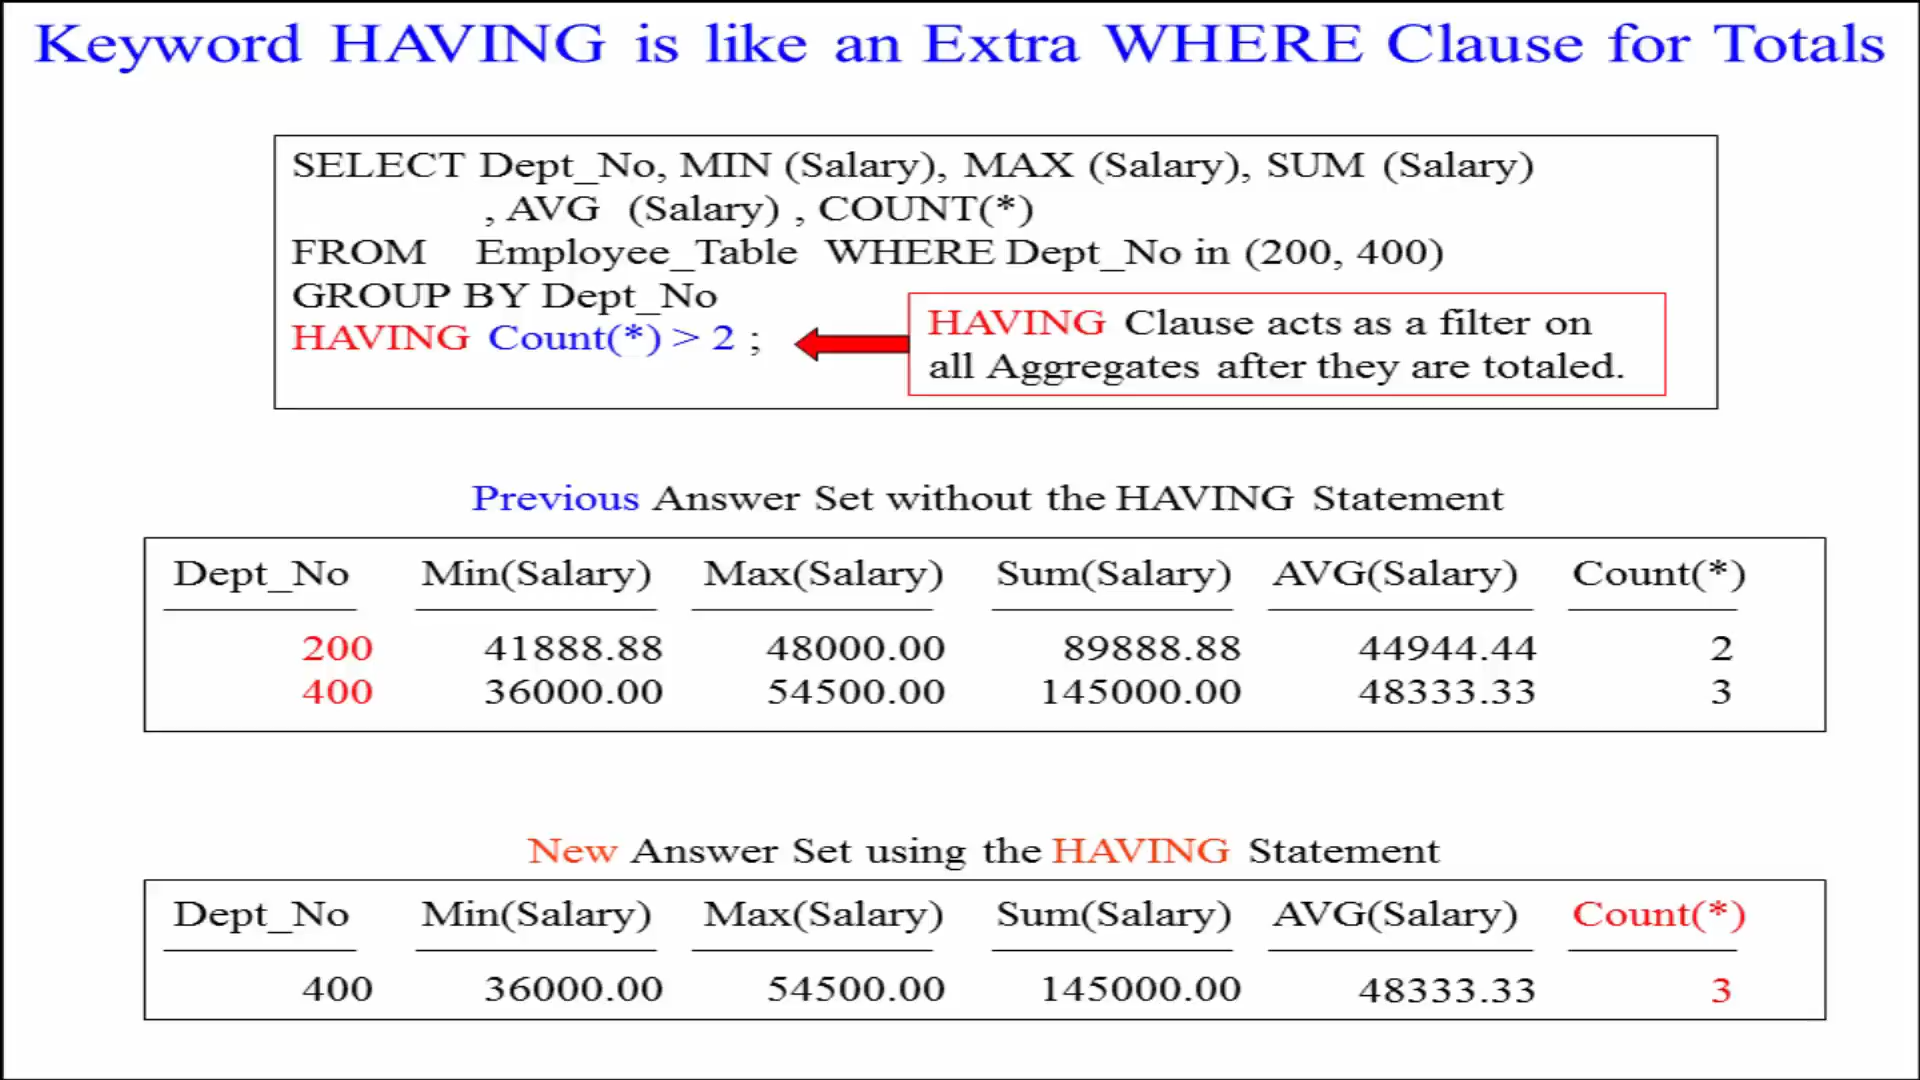 Keyword HAVING is like an Extra WHERE Clause for Totals
SELECT Dept_No, MIN (Salary), MAX (Salary), SUM (Salary)
, AVG (Salary) , COUNT(*)
FROM Employee_Table WHERE Dept_No in (200, 400)
GROUP BY Dept_No
HAVING Count(*) > 2 ;
HAVING Clause acts as a filter on
all Aggregates after they are totaled.
Previous Answer Set without the HAVING Statement
Dept_No Min(Salary) Max(Salary) Sum(Salary) AVG(Salary) Count(*)
200 41888.88 48000.00 89888.88 44944.44 2
400 36000.00 54500.00 145000.00 48333.33 3
New Answer Set using the HAVING Statement
Dept_No Min(Salary) Max(Salary) Sum(Salary) AVG(Salary) Count(*)
400 36000.00 54500.00 145000.00 48333.33 3